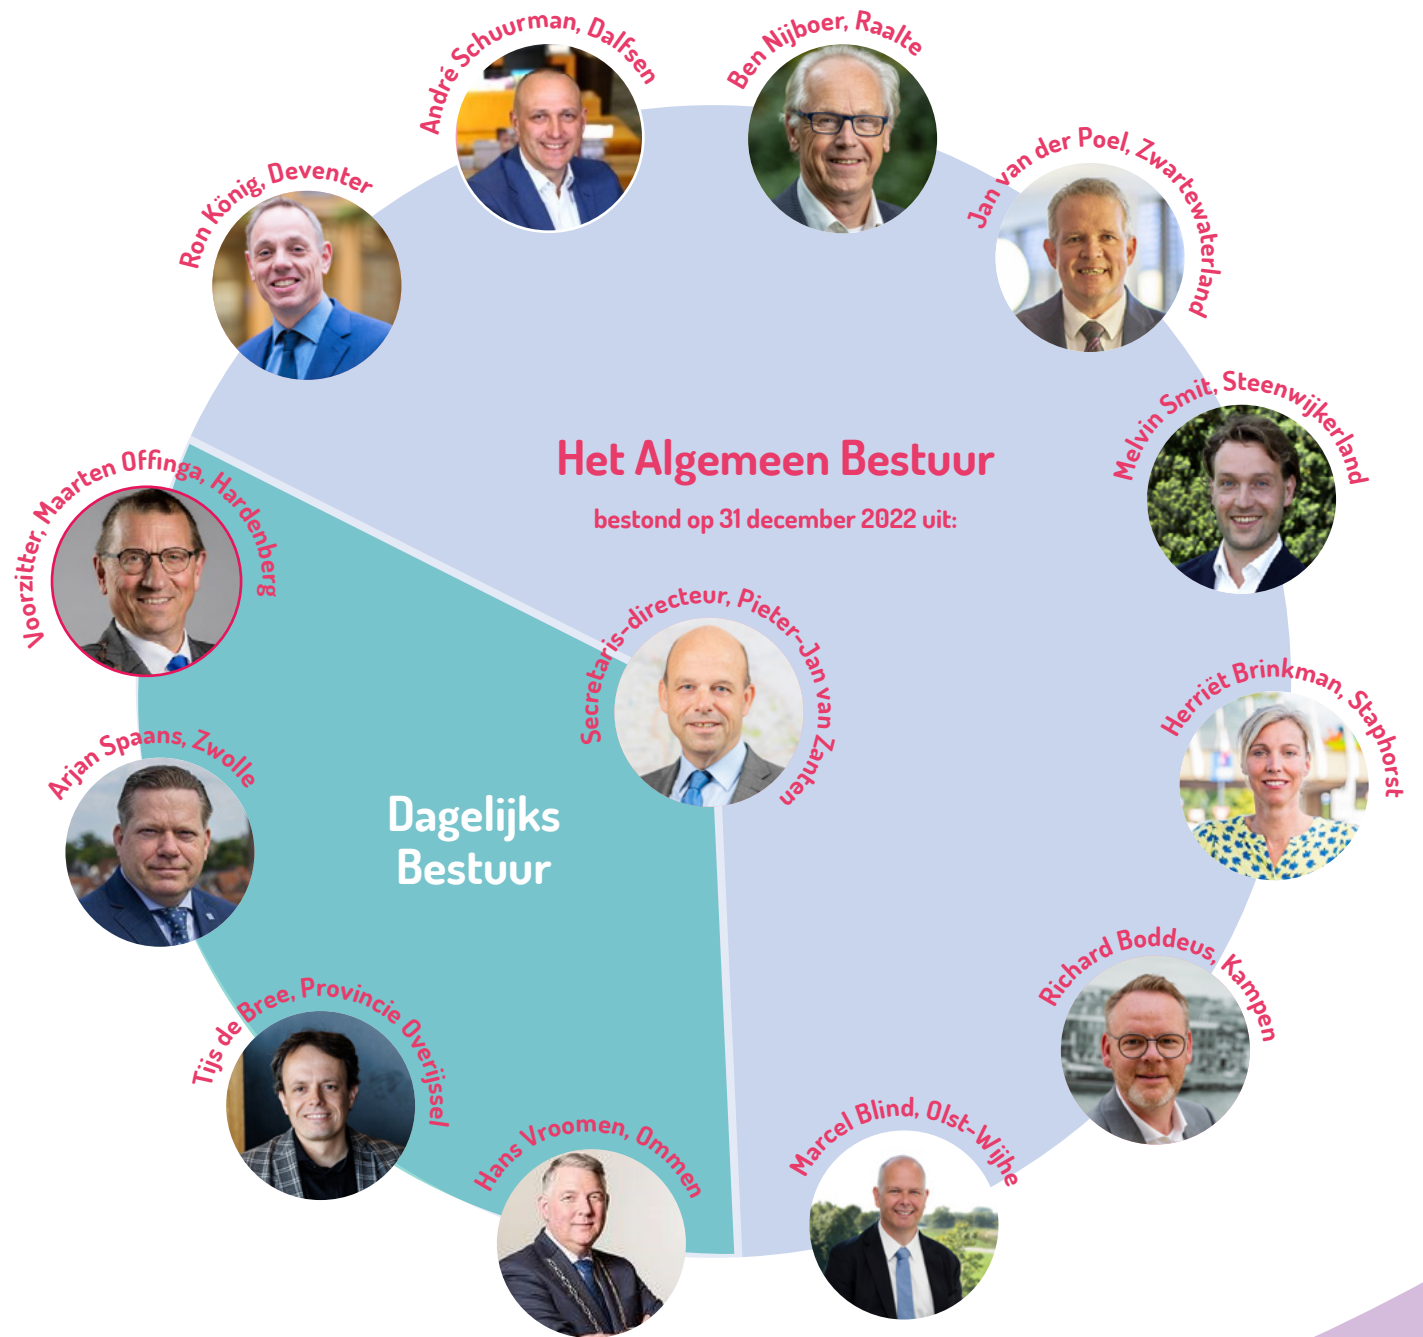 André Schuurman, Dalfsen
Ben Nijboer, Raalte
Jan van der Poel, Zwartewaterland
Ron König, Deventer
Melvin Smit, Steenwijkerland
Het Algemeen Bestuur
bestond op 31 december 2022 uit:
Voorzitter, Maarten Offinga, Hardenberg
Secretaris-directeur, Pieter-Jan van Zanten
Herriët Brinkman, Staphorst
Arjan Spaans, Zwolle
Dagelijks
Bestuur
Richard Boddeus, Kampen
Tijs de Bree, Provincie Overijssel
Marcel Blind, Olst-Wijhe
Hans Vroomen, Ommen